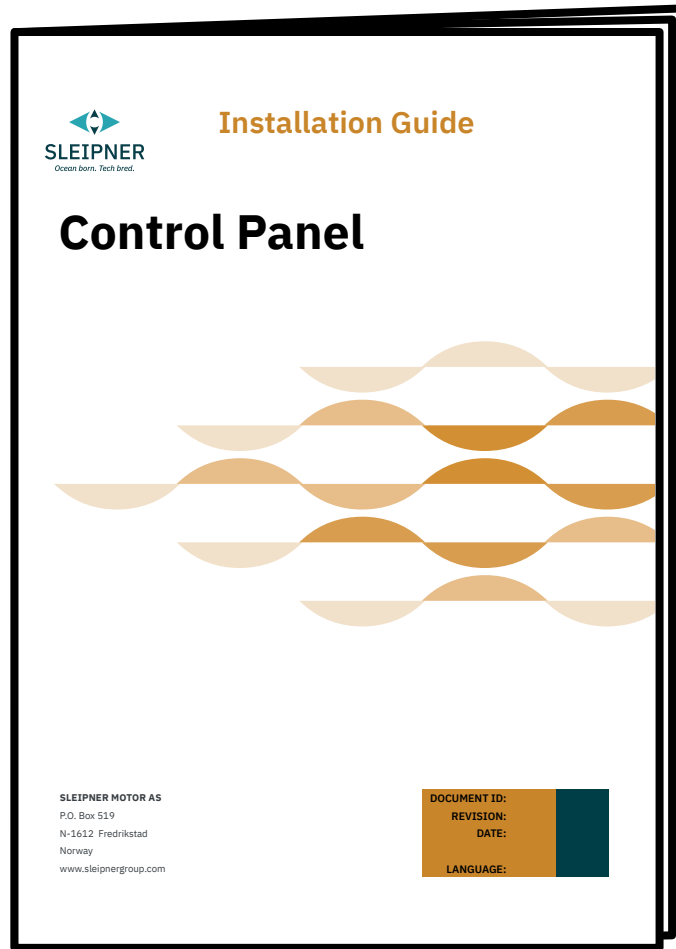 Installation Guide
SLEIPNER
Ocean born. Tech bred.
Control Panel
SLEIPNER MOTOR AS
P.O. Box 519
N-1612 Fredrikstad
Norway
www.sleipnergroup.com
DOCUMENT ID:
REVISION:
DATE:
LANGUAGE: